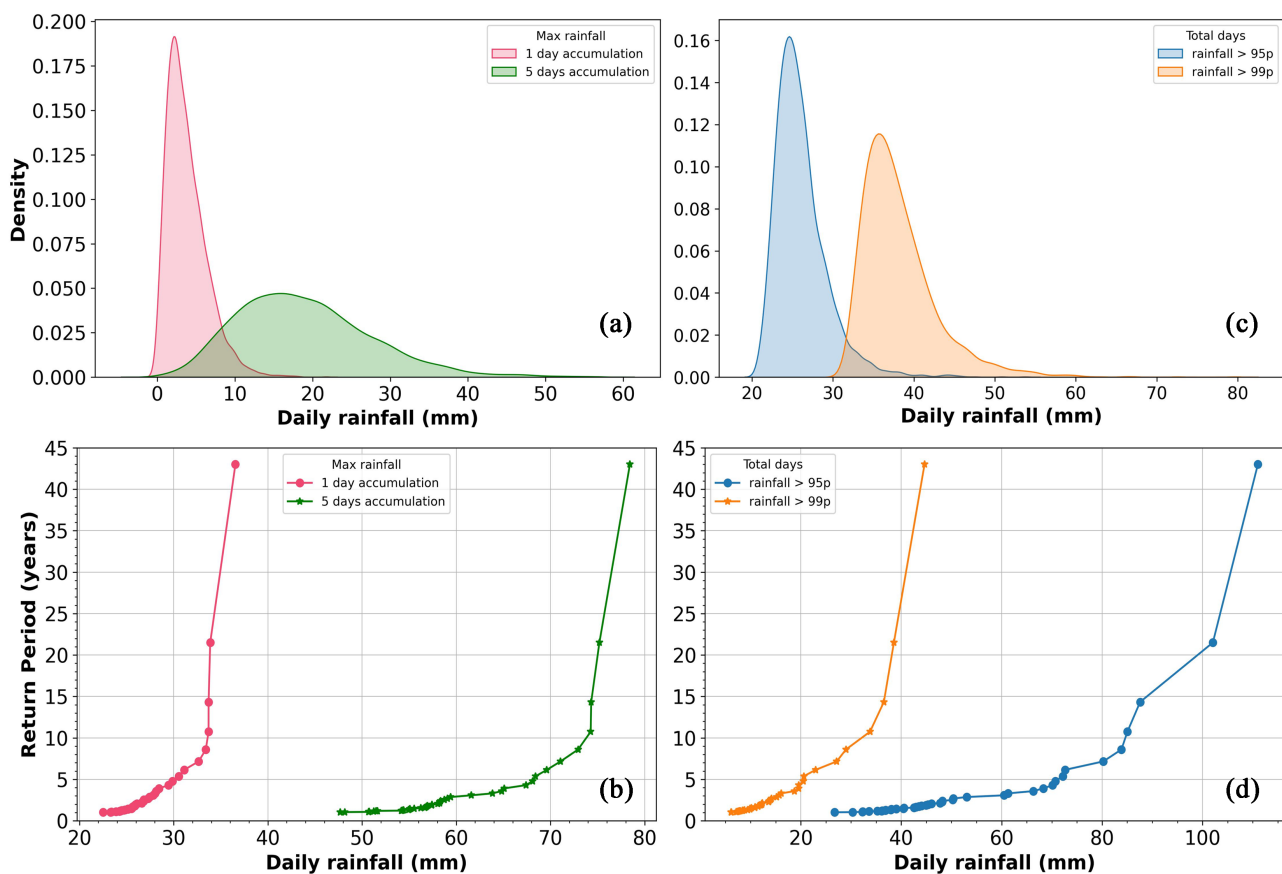 0.200
0.175
0.150
0.125
0.100
0.075
0.050
0.025
0.000
Density
Max rainfall
1 day accumulation
5 days accumulation
(a)
0 10 20 30 40 50 60
Daily rainfall (mm)
0.16
0.14
0.12
0.10
0.08
0.06
0.04
0.02
0.00
Total days
rainfall > 95p
rainfall > 99p
(c)
20 30 40 50 60 70 80
Daily rainfall (mm)
45
40
35
30
25
20
15
10
5
0
Return Period (years)
Max rainfall
1 day accumulation
5 days accumulation
(b)
20 30 40 50 60 70 80
Daily rainfall (mm)
45
40
35
30
25
20
15
10
5
0
Total days
rainfall > 95p
rainfall > 99p
(d)
20 40 60 80 100
Daily rainfall (mm)